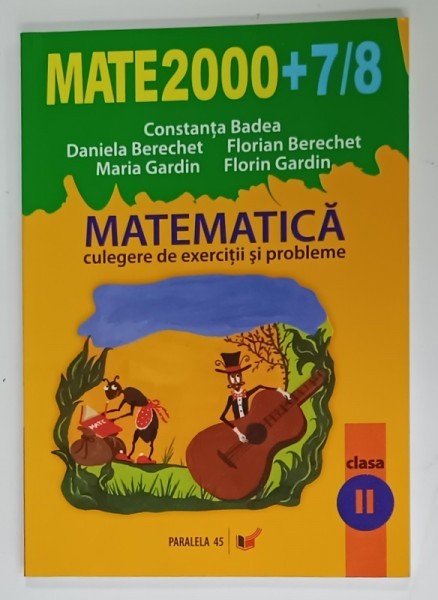 MATE2000+7/8
Constanța Badea
Daniela Berechet Florian Berechet
Maria Gardin Florin Gardin
MATEMATICĂ
culegere de exerciții și probleme
MATE
clasa
II
PARALELA 45